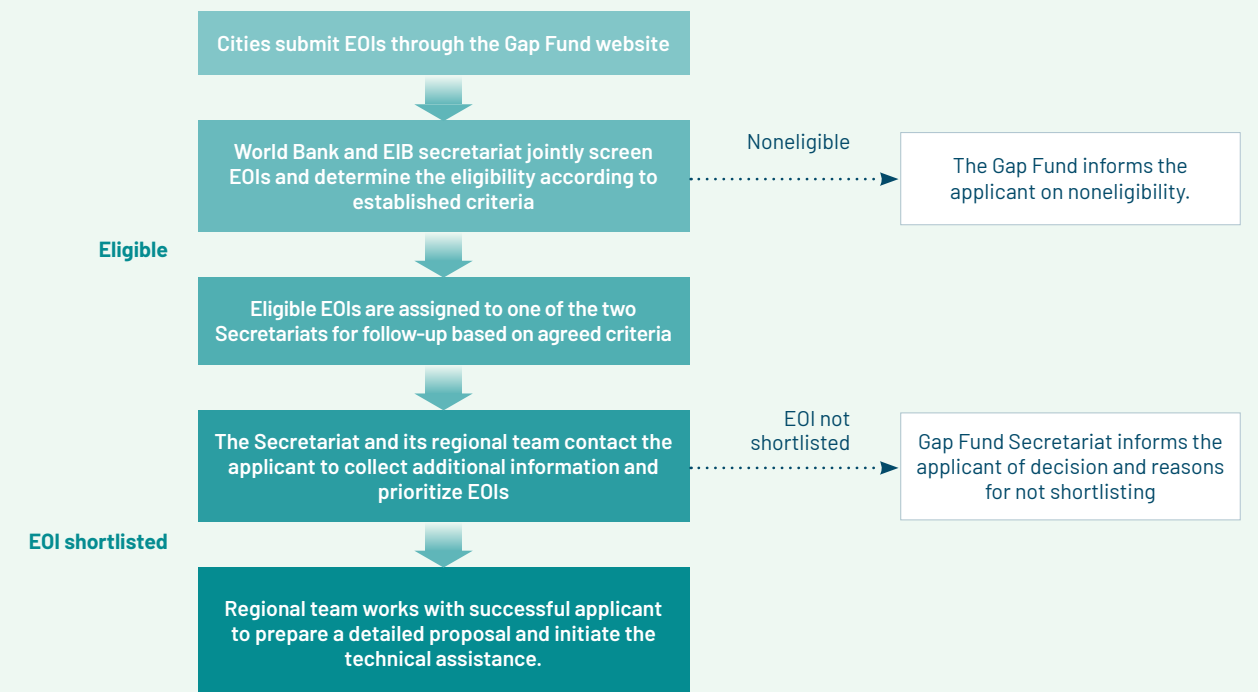 Cities submit EOIs through the Gap Fund website
World Bank and EIB secretariat jointly screen
EOIs and determine the eligibility according to
established criteria
Noneligible
The Gap Fund informs the
applicant on noneligibility.
Eligible
Eligible EOIs are assigned to one of the two
Secretariats for follow-up based on agreed criteria
The Secretariat and its regional team contact the
applicant to collect additional information and
prioritize EOIs
EOI not
shortlisted
Gap Fund Secretariat informs the
applicant of decision and reasons
for not shortlisting
EOI shortlisted
Regional team works with successful applicant
to prepare a detailed proposal and initiate the
technical assistance.